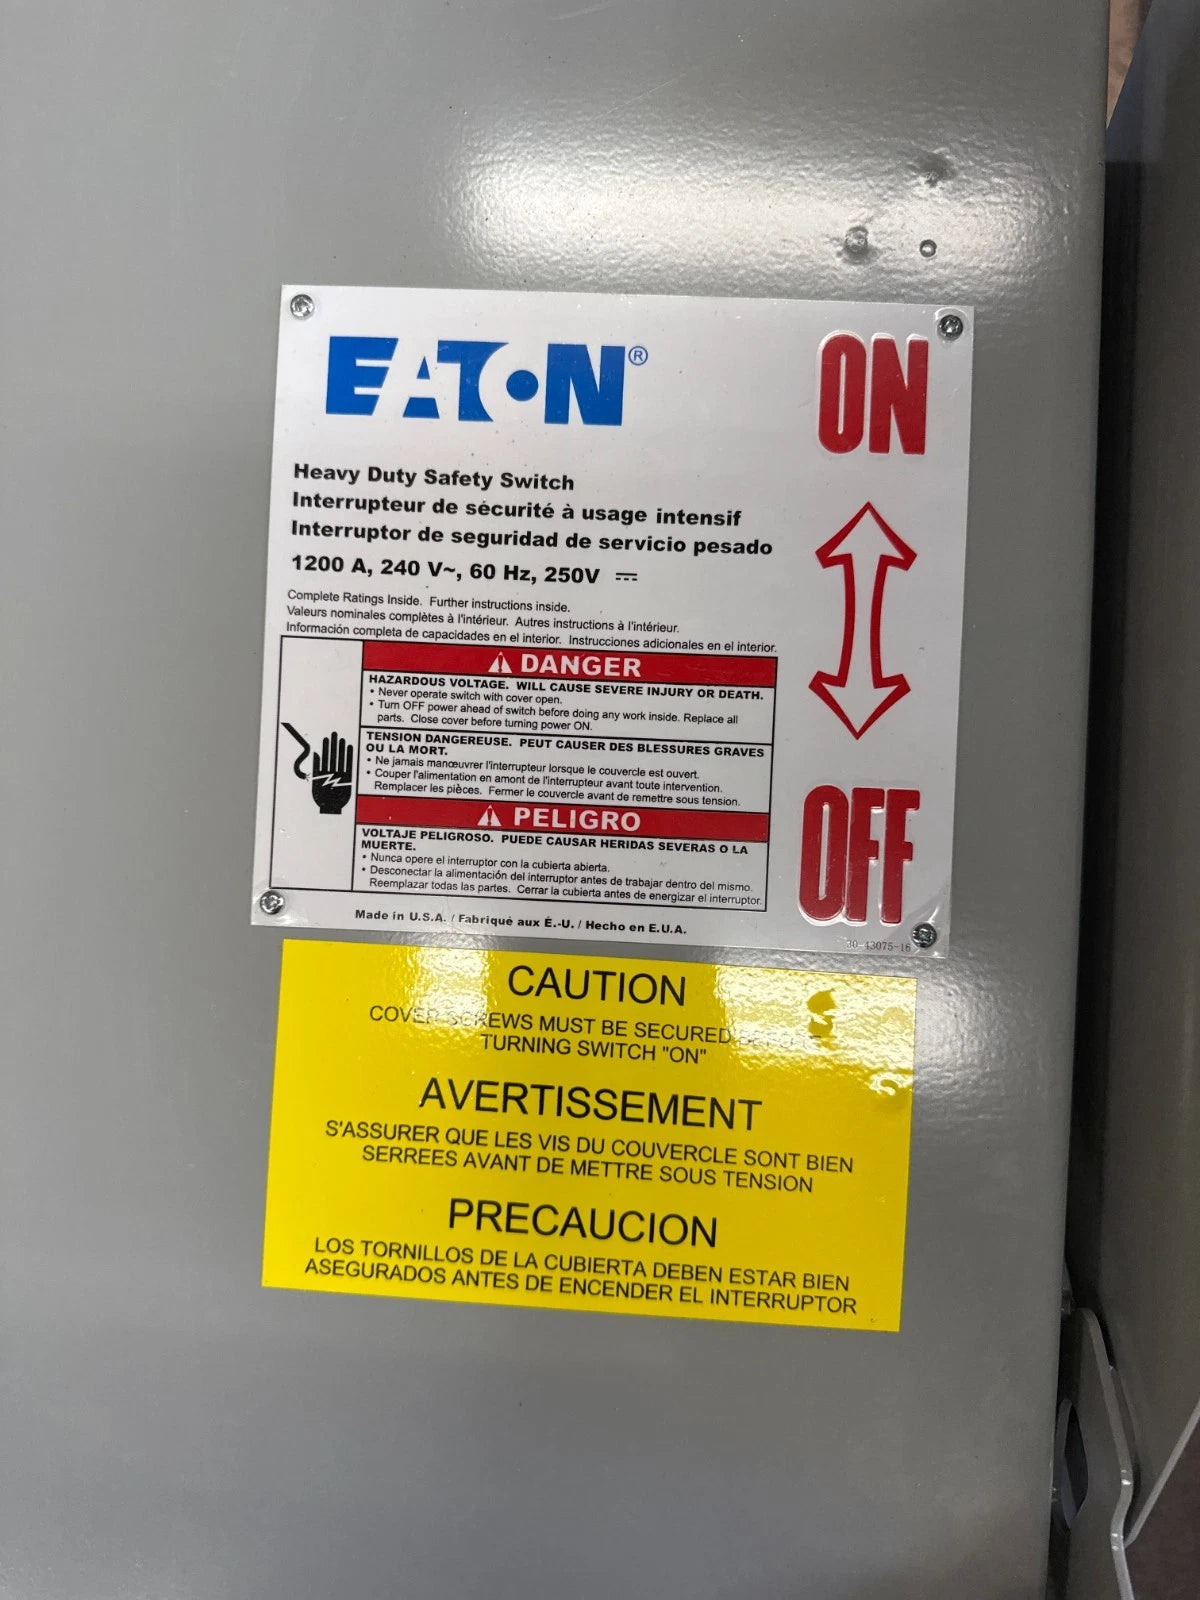 EATON®
ON
Heavy Duty Safety Switch
Interrupteur de sécurité à usage intensif
Interruptor de seguridad de servicio pesado
1200 A, 240 V~, 60 Hz, 250V ⎓
Complete Ratings Inside. Further instructions inside.
Valeurs nominales complètes à l'intérieur. Autres instructions à l'intérieur.
Información completa de capacidades en el interior. Instrucciones adicionales en el interior.
⚠ DANGER
HAZARDOUS VOLTAGE. WILL CAUSE SEVERE INJURY OR DEATH.
• Never operate switch with cover open.
• Turn OFF power ahead of switch before doing any work inside. Replace all
parts. Close cover before turning power ON.
TENSION DANGEREUSE. PEUT CAUSER DES BLESSURES GRAVES
OU LA MORT.
• Ne jamais manœuvrer l'interrupteur lorsque le couvercle est ouvert.
• Couper l'alimentation en amont de l'interrupteur avant toute intervention.
Remplacer les pièces. Fermer le couvercle avant de remettre sous tension.
⚠ PELIGRO
VOLTAJE PELIGROSO. PUEDE CAUSAR HERIDAS SEVERAS O LA
MUERTE.
• Nunca opere el interruptor con la cubierta abierta.
• Desconectar la alimentación del interruptor antes de trabajar dentro del mismo.
Reemplazar todas las partes. Cerrar la cubierta antes de energizar el interruptor.
OFF
Made in U.S.A. / Fabriqué aux É.-U. / Hecho en E.U.A.
30-43075-16
CAUTION
COVER SCREWS MUST BE SECURED BEFORE
TURNING SWITCH "ON"
AVERTISSEMENT
S'ASSURER QUE LES VIS DU COUVERCLE SONT BIEN
SERREES AVANT DE METTRE SOUS TENSION
PRECAUCION
LOS TORNILLOS DE LA CUBIERTA DEBEN ESTAR BIEN
ASEGURADOS ANTES DE ENCENDER EL INTERRUPTOR